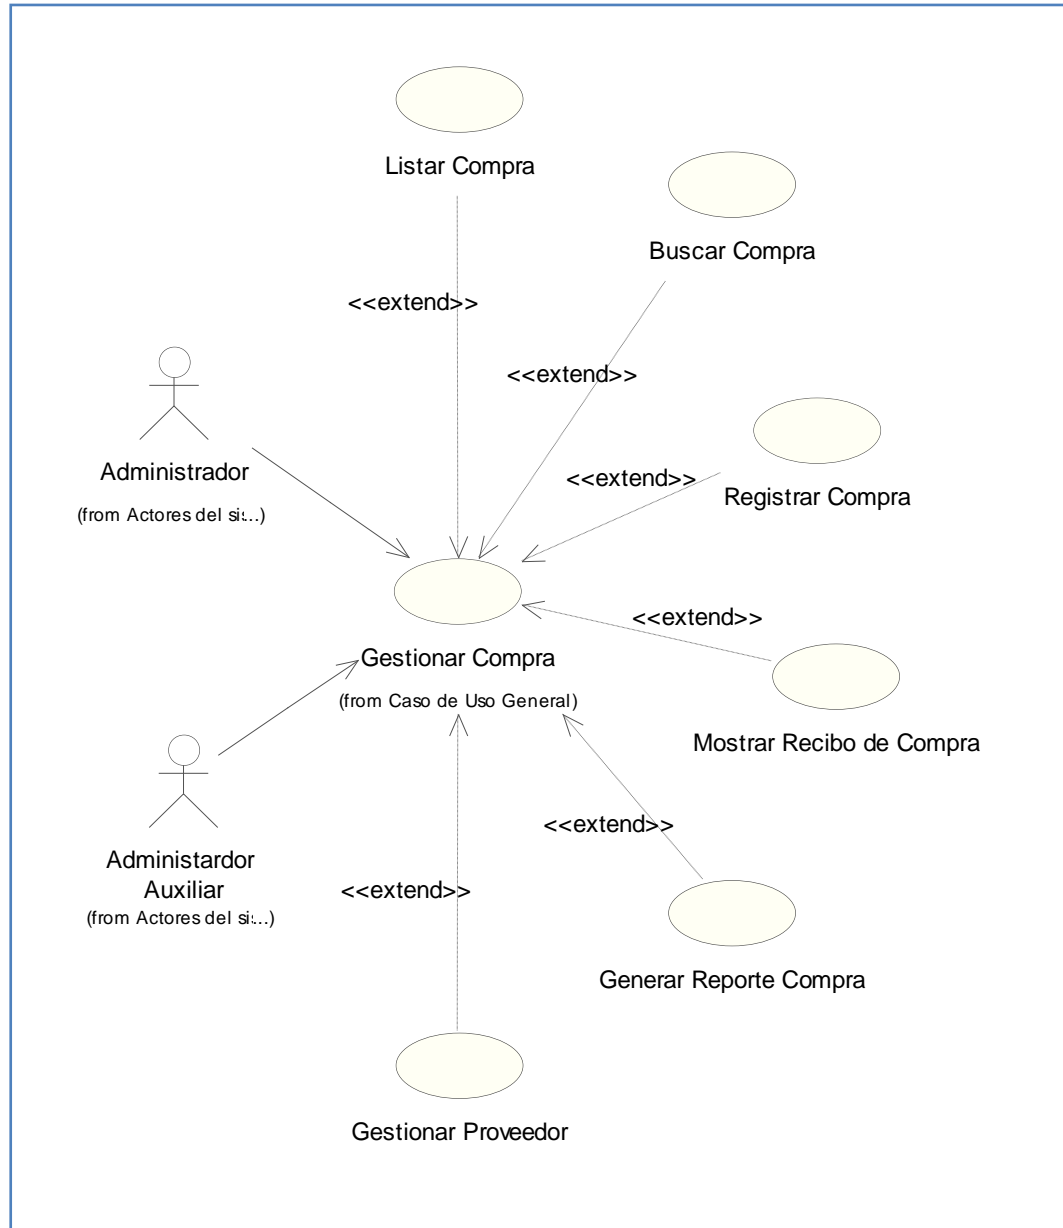 Listar Compra
Buscar Compra
<<extend>>
<<extend>>
Administrador
(from Actores del si...)
<<extend>>
Registrar Compra
<<extend>>
Gestionar Compra
(from Caso de Uso General)
Mostrar Recibo de Compra
<<extend>>
Administardor
Auxiliar
(from Actores del si...)
<<extend>>
Generar Reporte Compra
Gestionar Proveedor